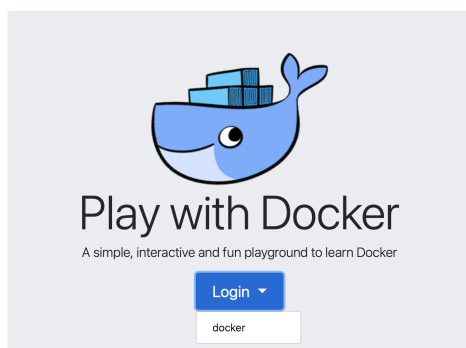 Play with Docker
A simple, interactive and fun playground to learn Docker
Login
docker